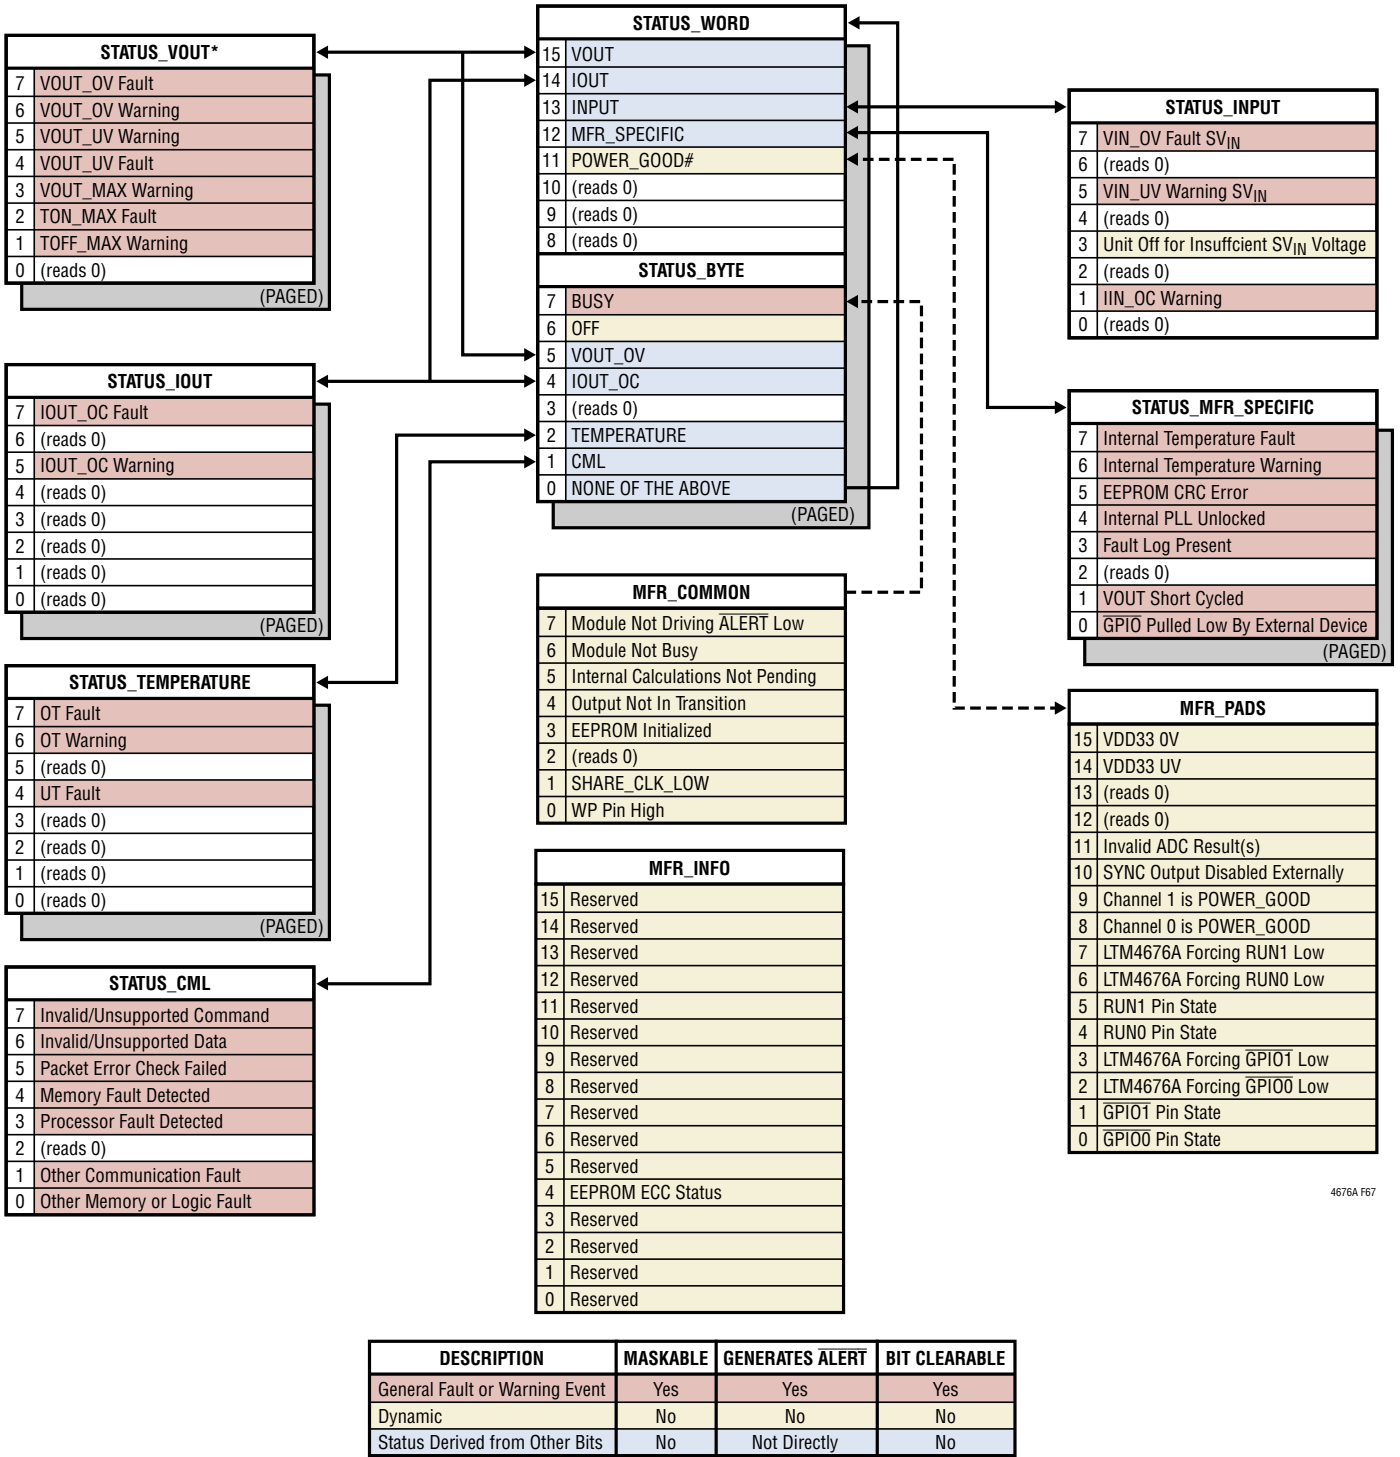 STATUS_VOUT*
7 VOUT_OV Fault
6 VOUT_OV Warning
5 VOUT_UV Warning
4 VOUT_UV Fault
3 VOUT_MAX Warning
2 TON_MAX Fault
1 TOFF_MAX Warning
0 (reads 0)
(PAGED)
STATUS_IOUT
7 IOUT_OC Fault
6 (reads 0)
5 IOUT_OC Warning
4 (reads 0)
3 (reads 0)
2 (reads 0)
1 (reads 0)
0 (reads 0)
(PAGED)
STATUS_TEMPERATURE
7 OT Fault
6 OT Warning
5 (reads 0)
4 UT Fault
3 (reads 0)
2 (reads 0)
1 (reads 0)
0 (reads 0)
(PAGED)
STATUS_CML
7 Invalid/Unsupported Command
6 Invalid/Unsupported Data
5 Packet Error Check Failed
4 Memory Fault Detected
3 Processor Fault Detected
2 (reads 0)
1 Other Communication Fault
0 Other Memory or Logic Fault
STATUS_WORD
15 VOUT
14 IOUT
13 INPUT
12 MFR_SPECIFIC
11 POWER_GOOD#
10 (reads 0)
9 (reads 0)
8 (reads 0)
STATUS_BYTE
7 BUSY
6 OFF
5 VOUT_OV
4 IOUT_OC
3 (reads 0)
2 TEMPERATURE
1 CML
0 NONE OF THE ABOVE
(PAGED)
MFR_COMMON
7 Module Not Driving ALERT Low
6 Module Not Busy
5 Internal Calculations Not Pending
4 Output Not In Transition
3 EEPROM Initialized
2 (reads 0)
1 SHARE_CLK_LOW
0 WP Pin High
MFR_INFO
15 Reserved
14 Reserved
13 Reserved
12 Reserved
11 Reserved
10 Reserved
9 Reserved
8 Reserved
7 Reserved
6 Reserved
5 Reserved
4 EEPROM ECC Status
3 Reserved
2 Reserved
1 Reserved
0 Reserved
STATUS_INPUT
7 VIN_OV Fault SVIN
6 (reads 0)
5 VIN_UV Warning SVIN
4 (reads 0)
3 Unit Off for Insuffcient SVIN Voltage
2 (reads 0)
1 IIN_OC Warning
0 (reads 0)
STATUS_MFR_SPECIFIC
7 Internal Temperature Fault
6 Internal Temperature Warning
5 EEPROM CRC Error
4 Internal PLL Unlocked
3 Fault Log Present
2 (reads 0)
1 VOUT Short Cycled
0 GPIO Pulled Low By External Device
(PAGED)
MFR_PADS
15 VDD33 OV
14 VDD33 UV
13 (reads 0)
12 (reads 0)
11 Invalid ADC Result(s)
10 SYNC Output Disabled Externally
9 Channel 1 is POWER_GOOD
8 Channel 0 is POWER_GOOD
7 LTM4676A Forcing RUN1 Low
6 LTM4676A Forcing RUN0 Low
5 RUN1 Pin State
4 RUN0 Pin State
3 LTM4676A Forcing GPIO1 Low
2 LTM4676A Forcing GPIO0 Low
1 GPIO1 Pin State
0 GPIO0 Pin State
4676A F67
DESCRIPTION MASKABLE GENERATES ALERT BIT CLEARABLE
General Fault or Warning Event Yes Yes Yes
Dynamic No No No
Status Derived from Other Bits No Not Directly No